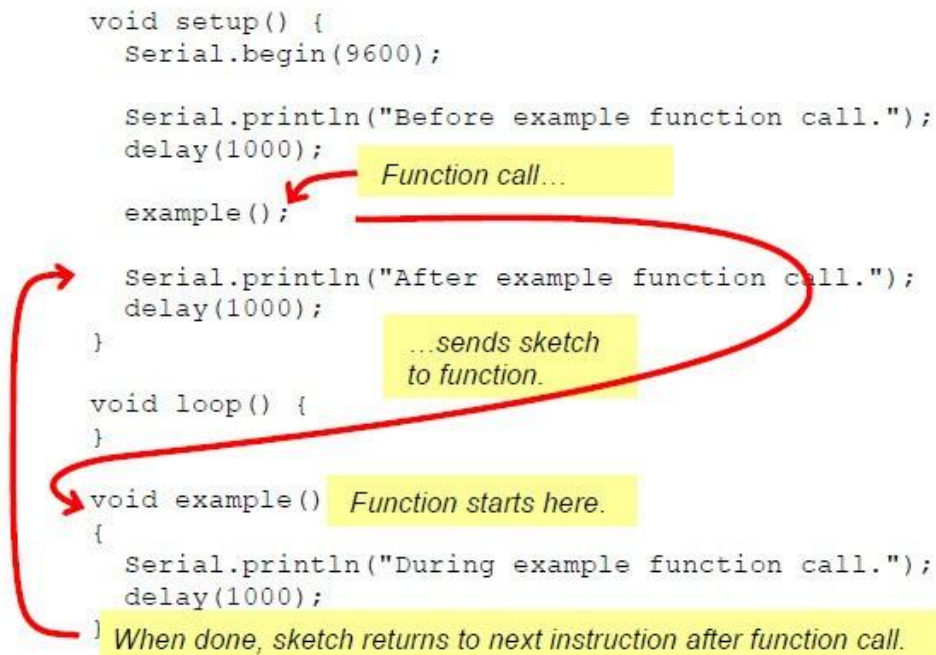 void setup() {
Serial.begin(9600);
Serial.println("Before example function call.");
delay(1000);
Function call…
example();
Serial.println("After example function call.");
delay(1000);
}
…sends sketch
to function.
void loop() {
}
void example()
Function starts here.
{
Serial.println("During example function call.");
delay(1000);
}
When done, sketch returns to next instruction after function call.